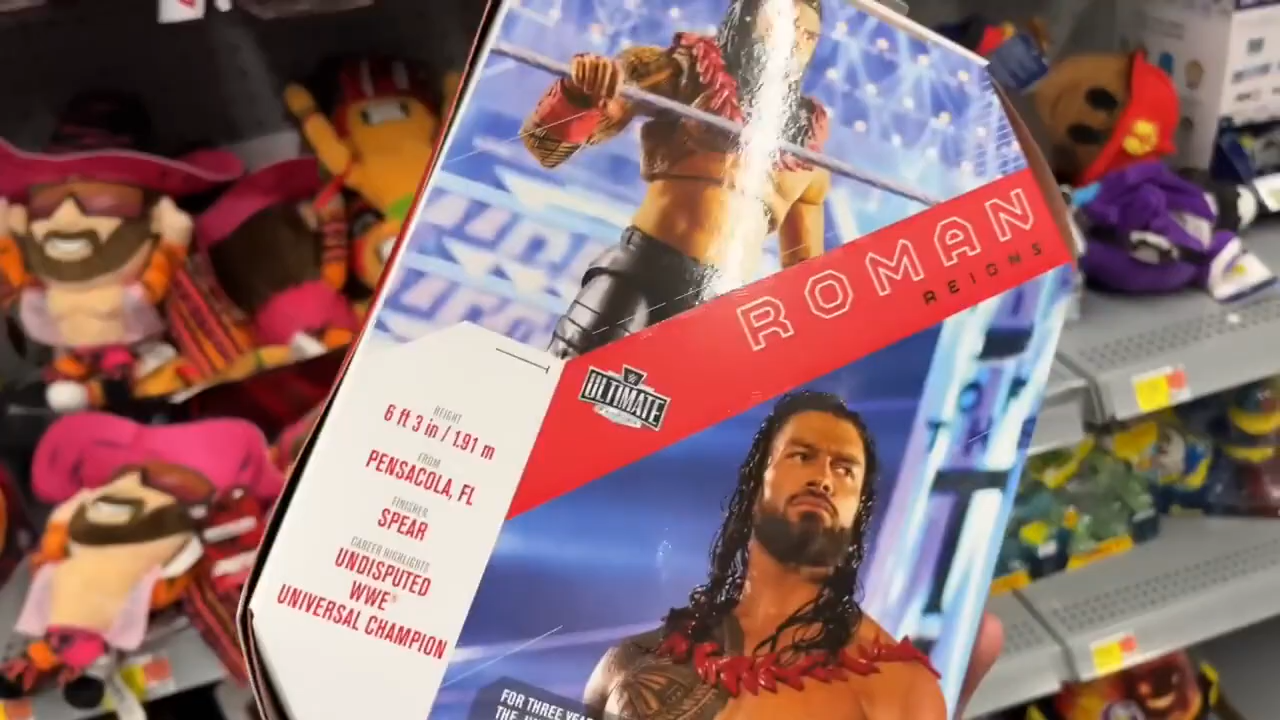 ROMAN
REIGNS
ULTIMATE
HEIGHT
6 ft 3 in / 1.91 m
FROM
PENSACOLA, FL
FINISHER
SPEAR
CAREER HIGHLIGHTS
UNDISPUTED
WWE®
UNIVERSAL CHAMPION
FOR THREE
THE